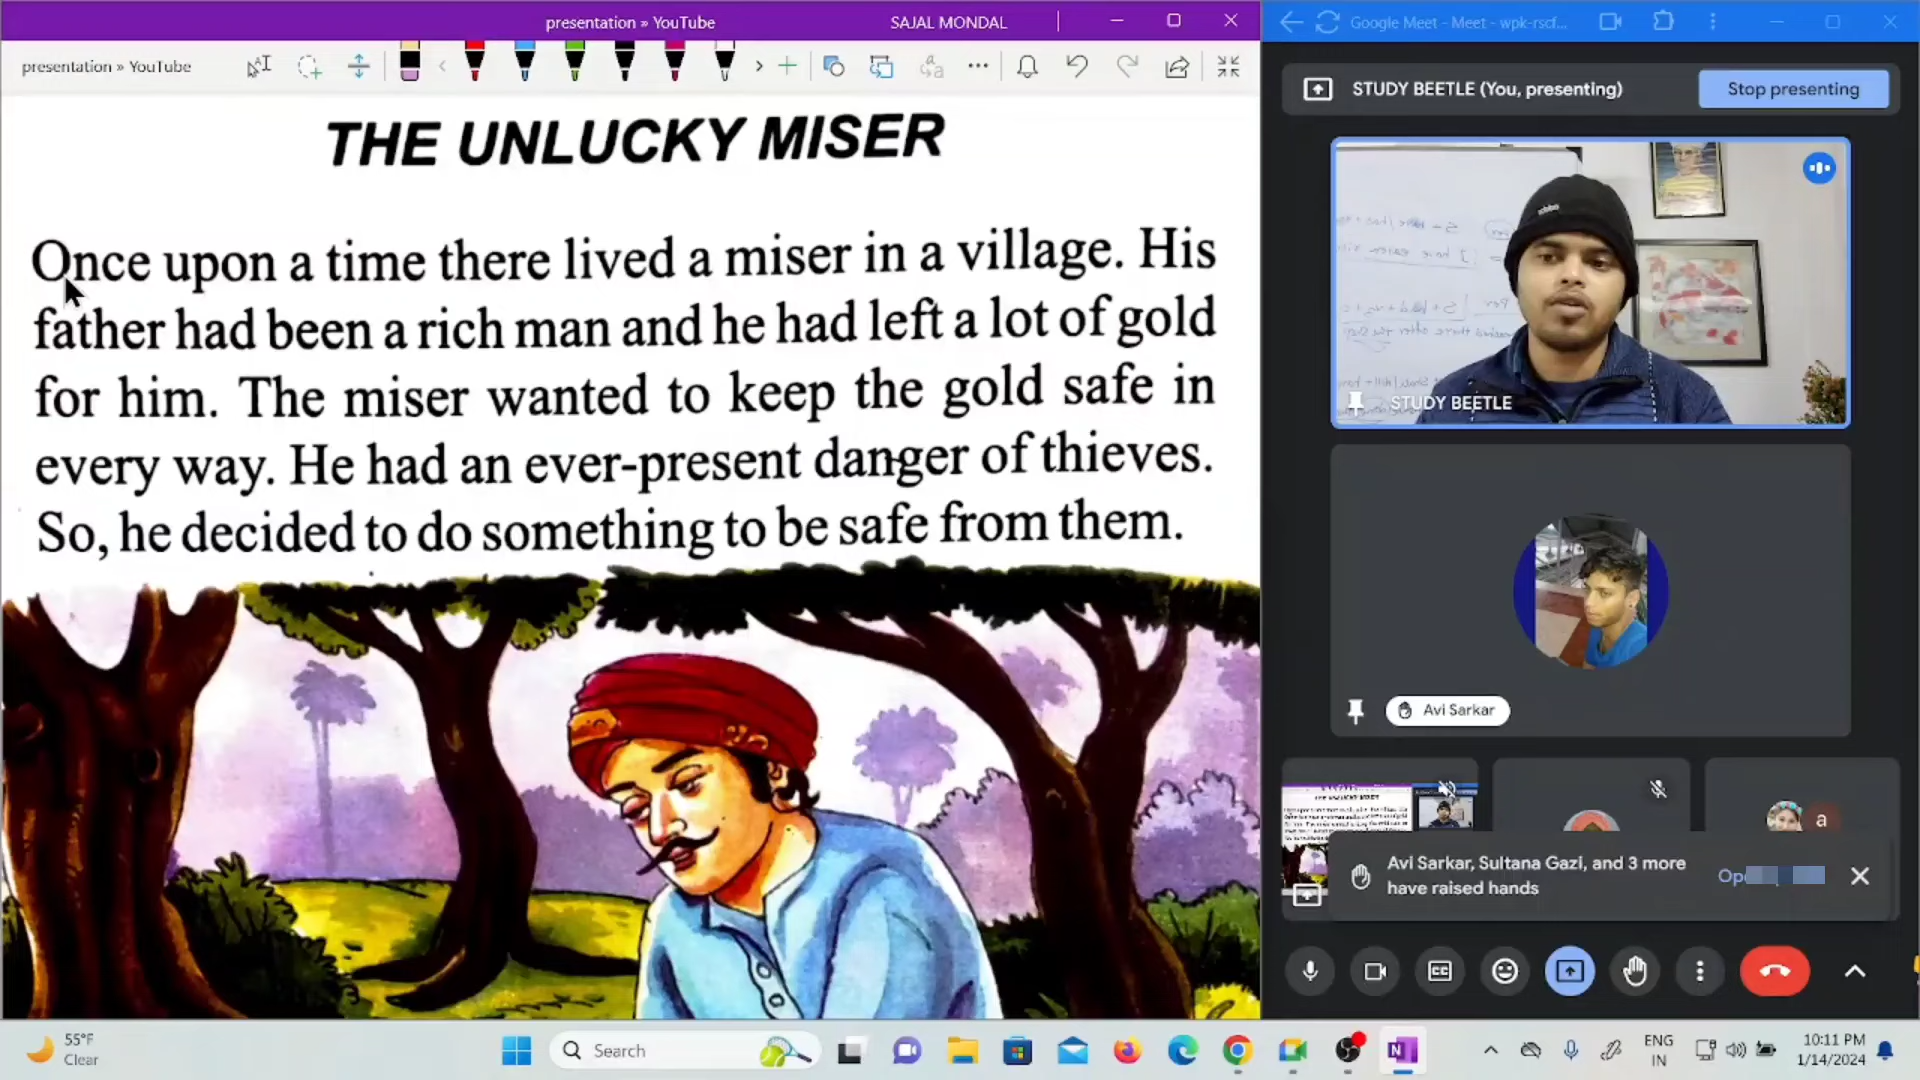 presentation » YouTube
SAJAL MONDAL
presentation » YouTube
THE UNLUCKY MISER
Once upon a time there lived a miser in a village. His
father had been a rich man and he had left a lot of gold
for him. The miser wanted to keep the gold safe in
every way. He had an ever-present danger of thieves.
So, he decided to do something to be safe from them.
Google Meet - Meet - wpk-rscf...
STUDY BEETLE (You, presenting)
Stop presenting
STUDY BEETLE
Avi Sarkar
a
Avi Sarkar, Sultana Gazi, and 3 more
have raised hands
55°F
Clear
Search
ENG
IN
10:11 PM
1/14/2024